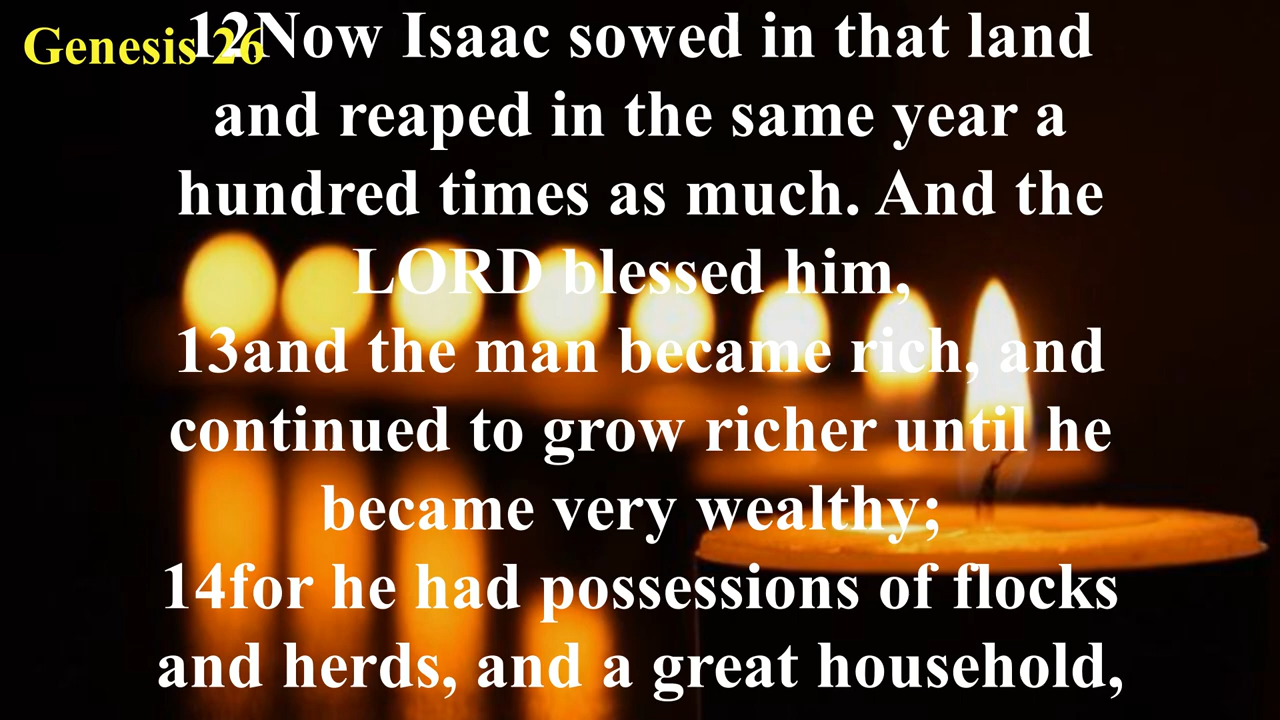 Genesis 26
12Now Isaac sowed in that land
and reaped in the same year a
hundred times as much. And the
LORD blessed him,
13and the man became rich, and
continued to grow richer until he
became very wealthy;
14for he had possessions of flocks
and herds, and a great household,